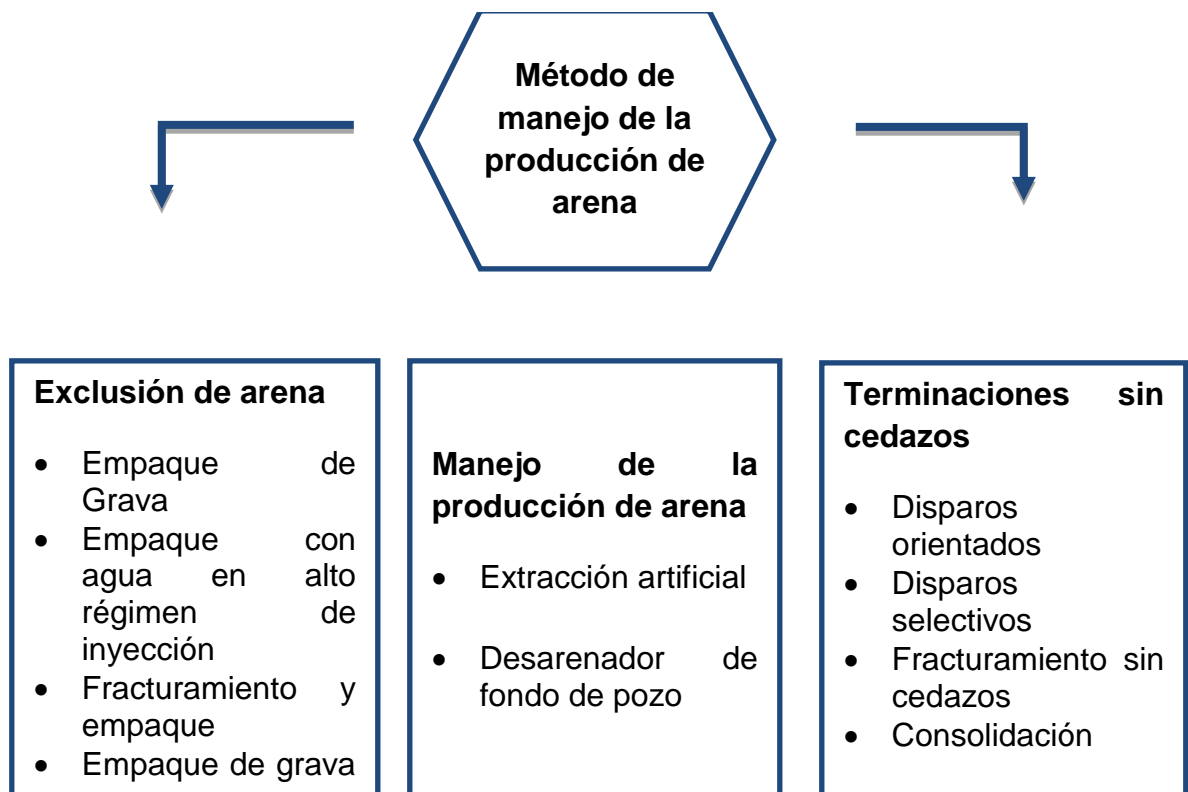 Método de
manejo de la
producción de
arena
Exclusión de arena
• Empaque de
Grava
• Empaque con
agua en alto
régimen de
inyección
• Fracturamiento y
empaque
• Empaque de grava
Manejo de la
producción de arena
• Extracción artificial
• Desarenador de
fondo de pozo
Terminaciones sin
cedazos
• Disparos
orientados
• Disparos
selectivos
• Fracturamiento sin
cedazos
• Consolidación